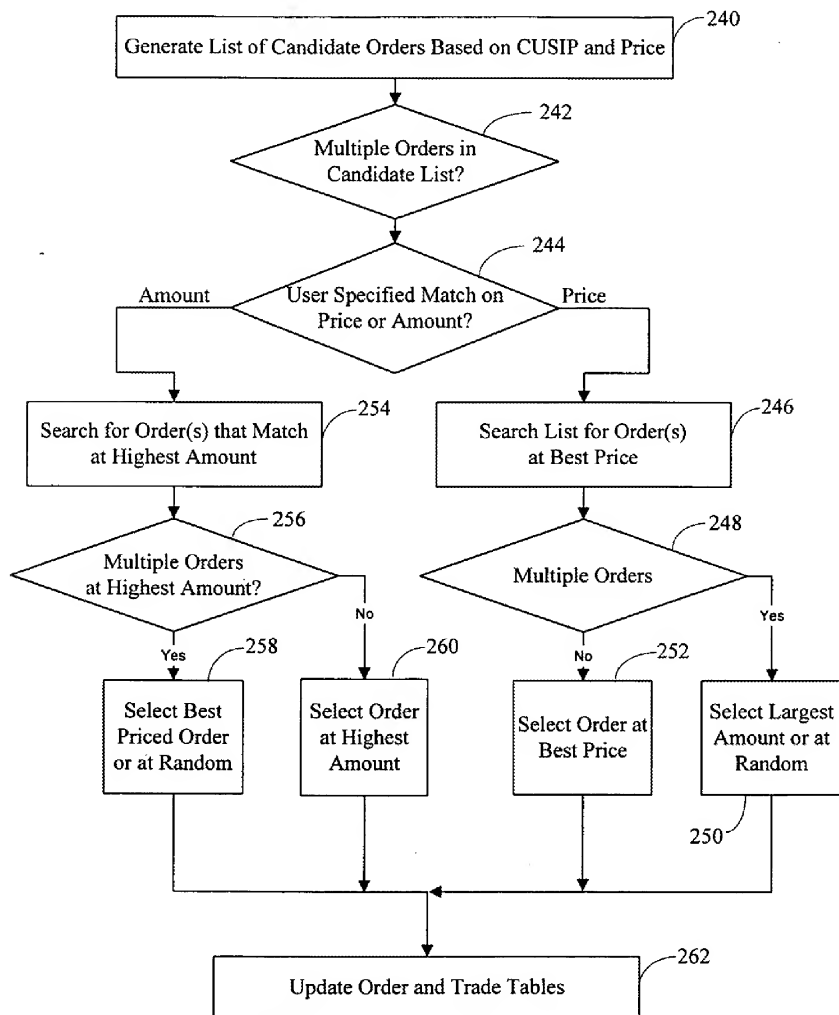 240
Generate List of Candidate Orders Based on CUSIP and Price
242
Multiple Orders in
Candidate List?
244
Amount
User Specified Match on
Price or Amount?
Price
254
Search for Order(s) that Match
at Highest Amount
246
Search List for Order(s)
at Best Price
256
Multiple Orders
at Highest Amount?
248
Multiple Orders
No
Yes
Yes
No
258
Select Best
Priced Order
or at Random
260
Select Order
at Highest
Amount
252
Select Order at
Best Price
Select Largest
Amount or at
Random
250
262
Update Order and Trade Tables